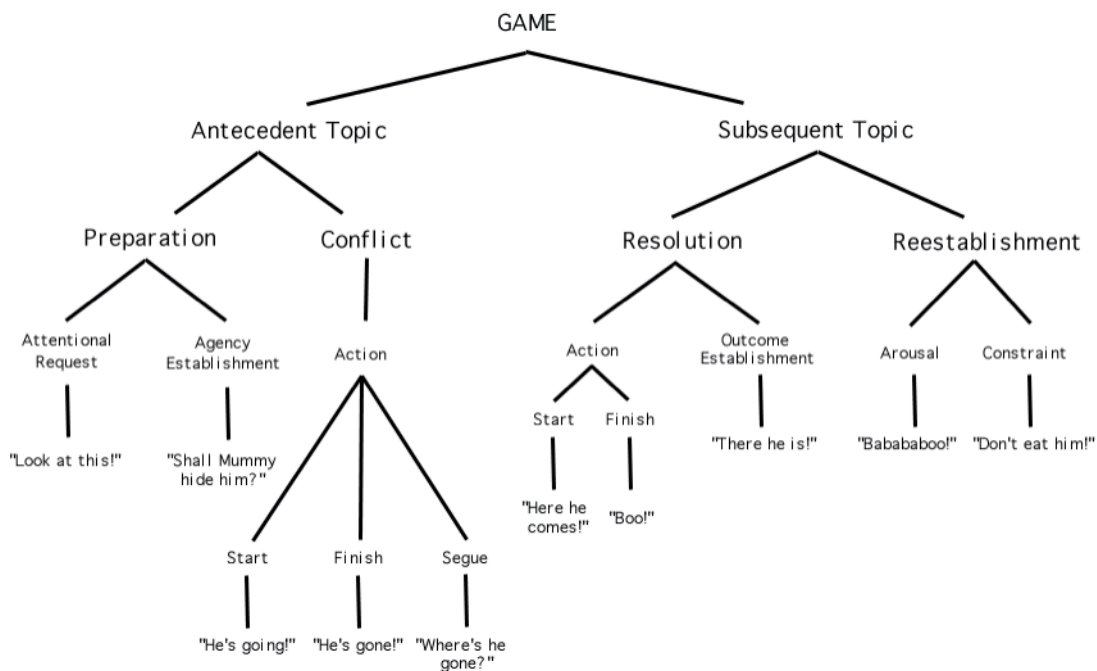 GAME
Antecedent Topic
Subsequent Topic
Preparation
Conflict
Resolution
Reestablishment
Attentional
Request
Agency
Establishment
Action
Action
Outcome
Establishment
Arousal
Constraint
Start
Finish
"Look at this!"
"Shall Mummy
hide him?"
"There he is!"
"Babababoo!"
"Don't eat him!"
"Here he
comes!"
"Boo!"
Start
Finish
Segue
"He's going!"
"He's gone!"
"Where's he
gone?"